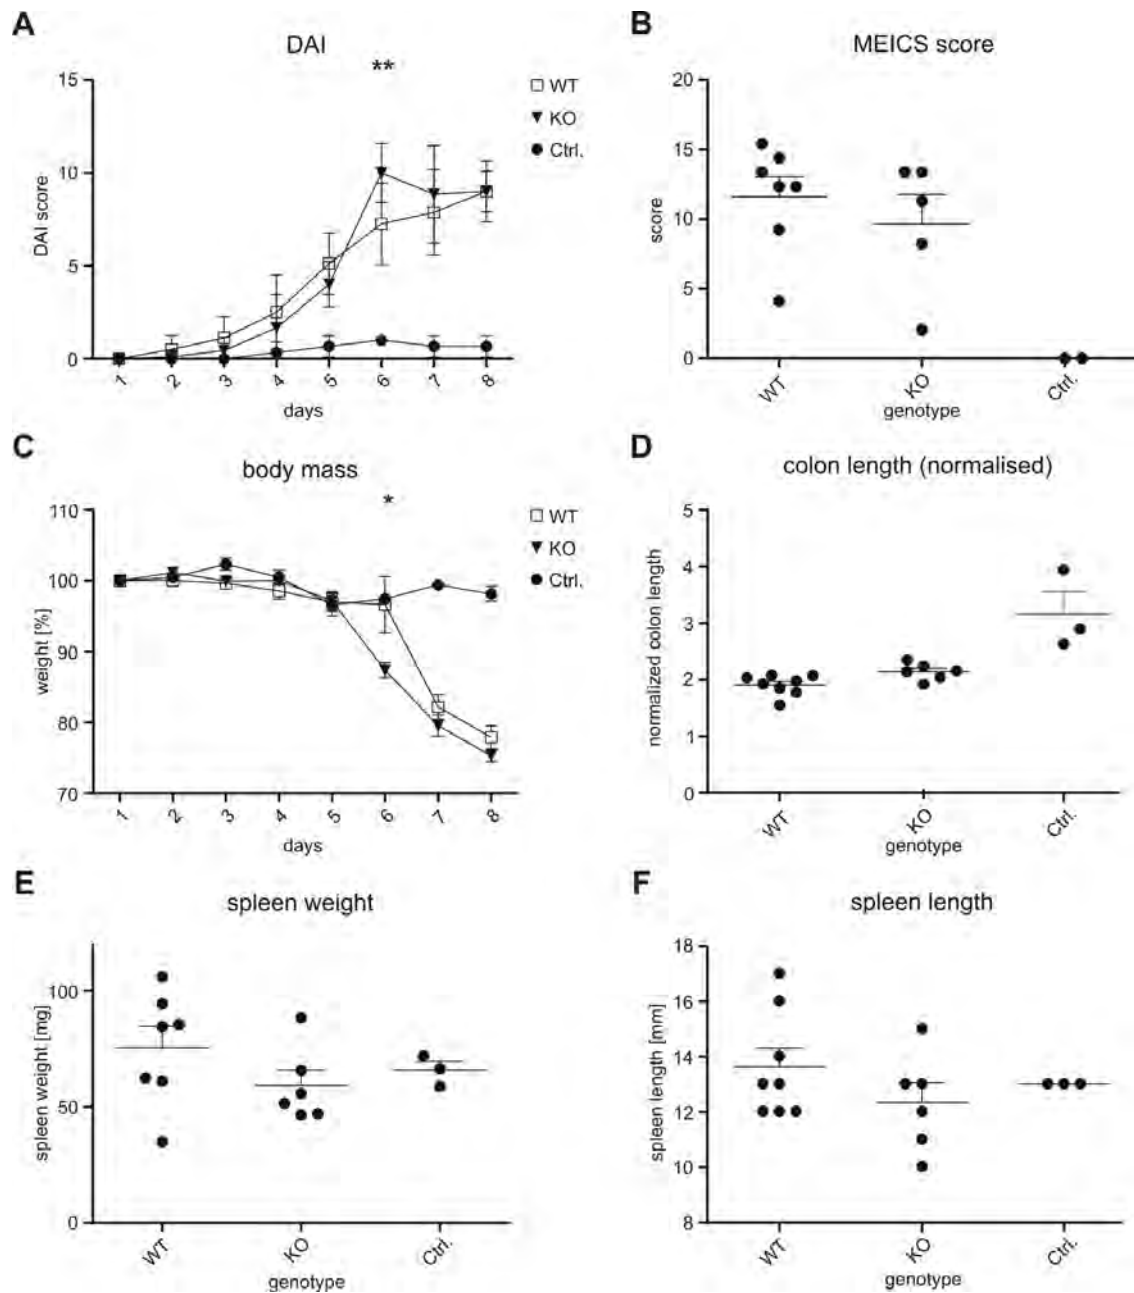 A
DAI
**
15
10
5
0
DAI score
1 2 3 4 5 6 7 8
days
WT
KO
Ctrl.
B
MEICS score
20
15
10
5
0
score
WT KO Ctrl.
genotype
C
body mass
*
110
100
90
80
70
weight [%]
1 2 3 4 5 6 7 8
days
WT
KO
Ctrl.
D
colon length (normalised)
5
4
3
2
1
0
normalized colon length
WT KO Ctrl.
genotype
E
spleen weight
100
50
0
spleen weight [mg]
WT KO Ctrl.
genotype
F
spleen length
18
16
14
12
10
8
spleen length [mm]
WT KO Ctrl.
genotype